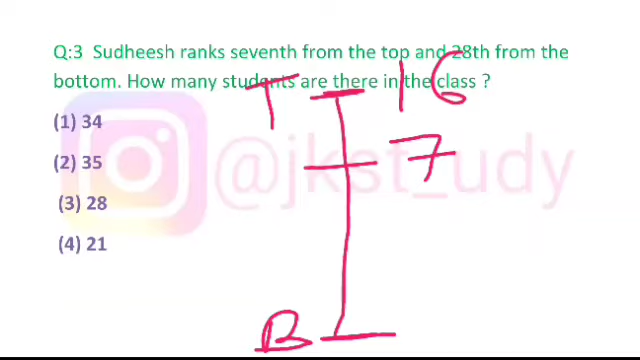 Q:3 Sudheesh ranks seventh from the top and 28th from the
bottom. How many students are there in the class ?
T 16
(1) 34
7
(2) 35
@jkst_udy
(3) 28
(4) 21
B